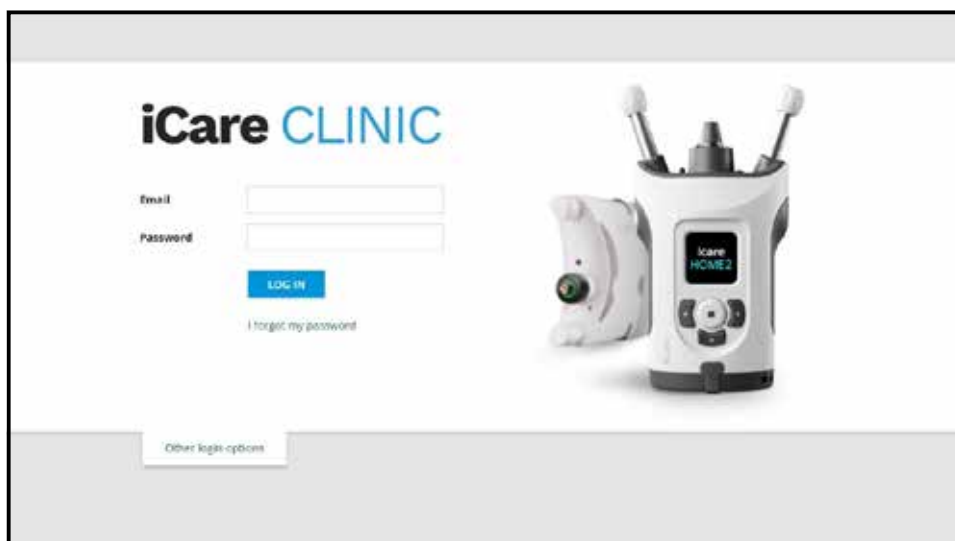 iCare CLINIC
Email
Password
LOG IN
I forgot my password
icare
HOME2
Other login options